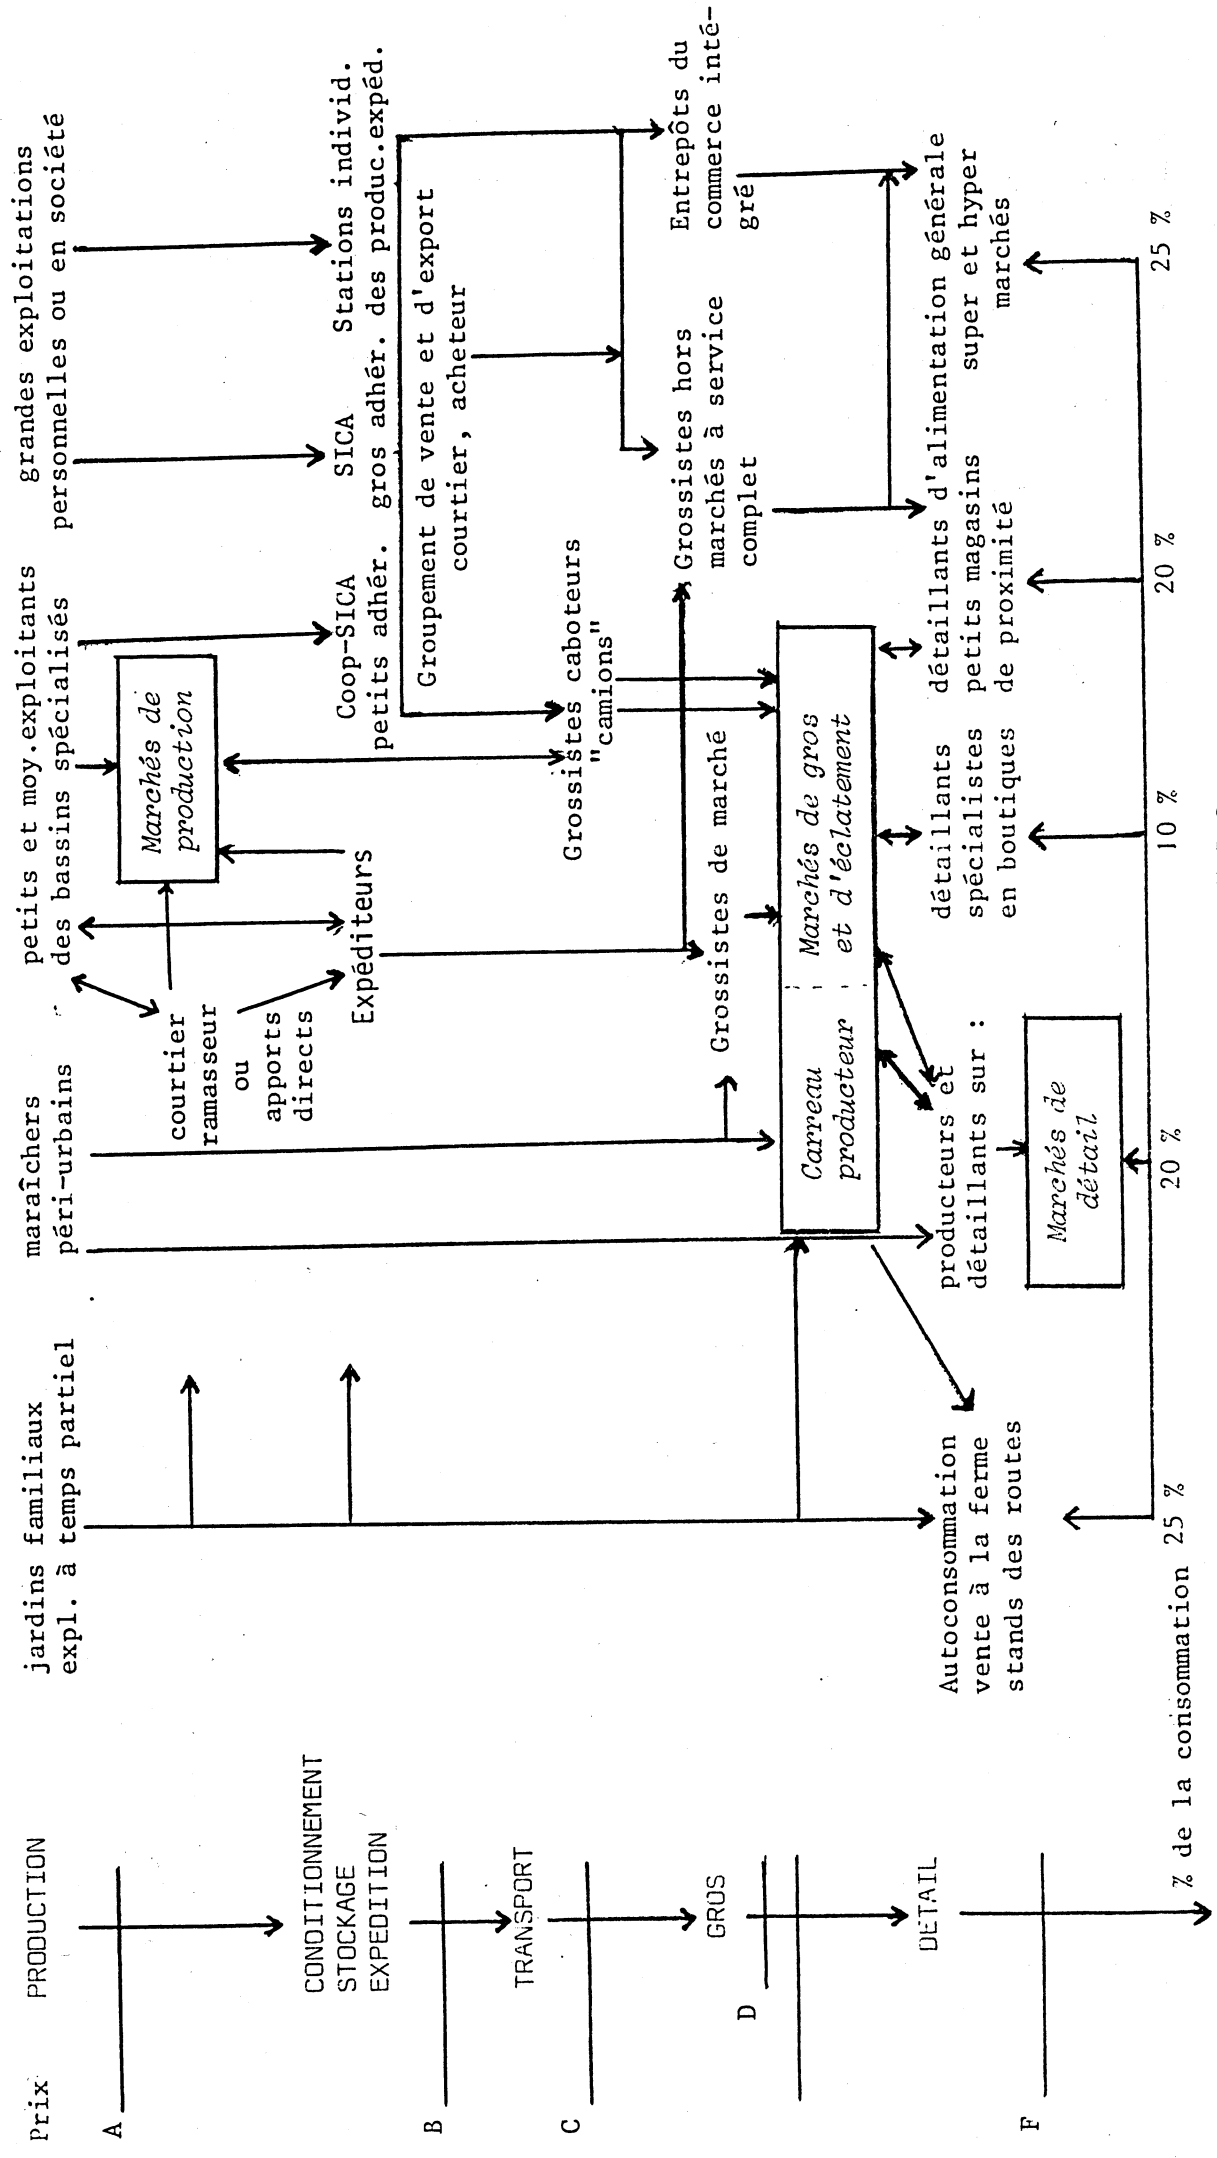 Prix
PRODUCTION
jardins familiaux
expl. à temps partiel
maraîchers
péri-urbains
petits et moy.exploitants
des bassins spécialisés
grandes exploitations
personnelles ou en société
A
Marchés de
production
courtier
ramasseur
ou
apports
directs
CONDITIONNEMENT
STOCKAGE
EXPEDITION
Expéditeurs
Coop-SICA
petits adhér.
SICA
gros adhér.
Stations individ.
des produc.expéd.
Groupement de vente et d'export
courtier, acheteur
B
TRANSPORT
Grossistes caboteurs
"camions"
C
GROS
Grossistes de marché
Grossistes hors
marchés à service
complet
Entrepôts du
commerce inté-
gré
D
Carreau
producteur
Marchés de gros
et d'éclatement
DETAIL
Autoconsommation
vente à la ferme
stands des routes
producteurs et
détaillants sur :
détaillants
spécialistes
en boutiques
détaillants d'alimentation générale
petits magasins
de proximité
super et hyper
marchés
Marchés de
détail
F
% de la consommation
25 %
20 %
10 %
20 %
25 %